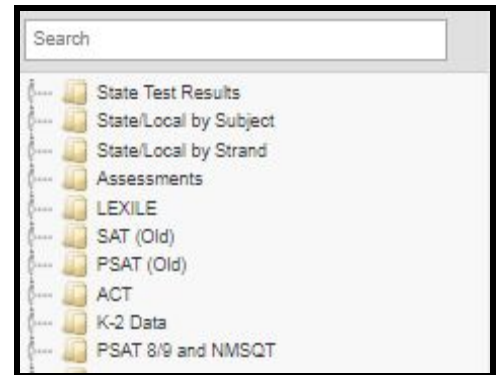 Search
State Test Results
State/Local by Subject
State/Local by Strand
Assessments
LEXILE
SAT (Old)
PSAT (Old)
ACT
K-2 Data
PSAT 8/9 and NMSQT